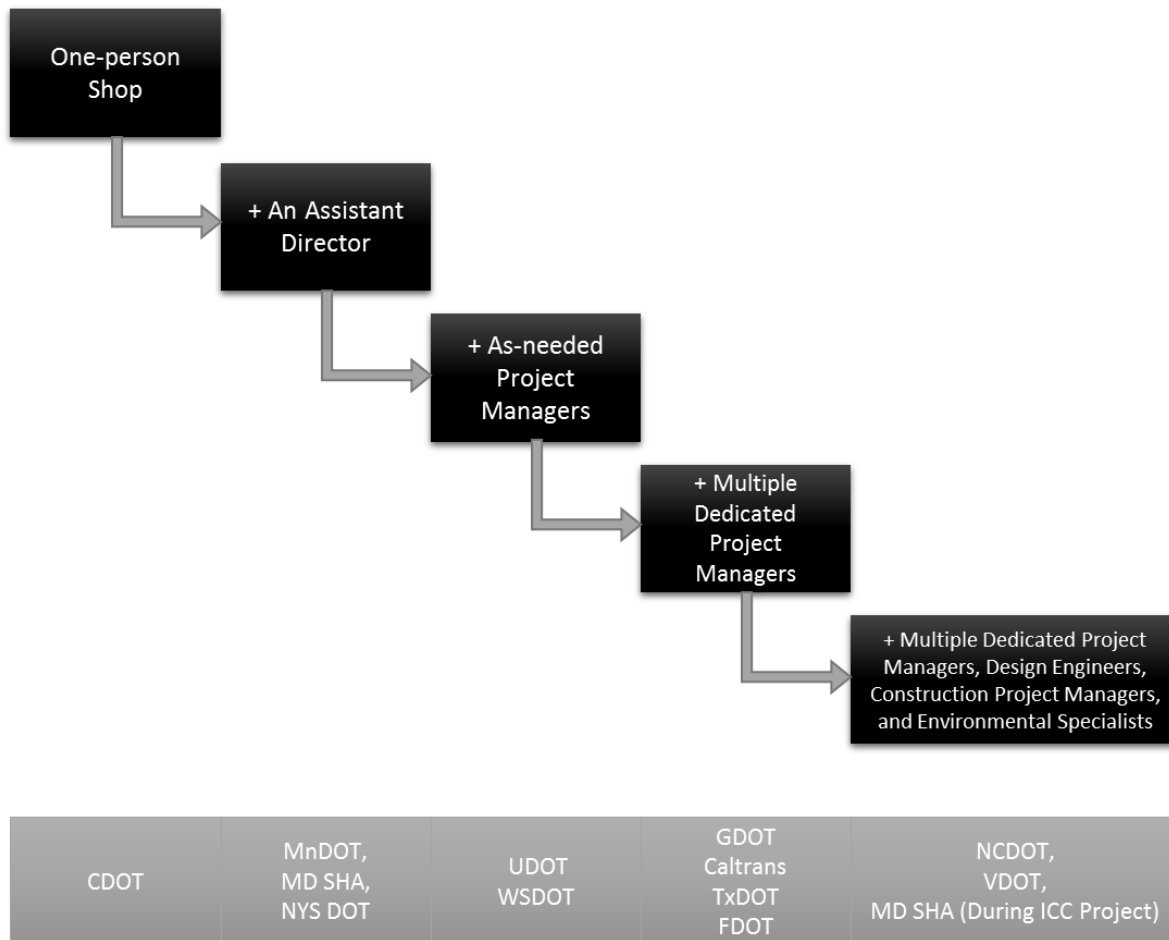 One-person
Shop
+ An Assistant
Director
+ As-needed
Project
Managers
+ Multiple
Dedicated
Project
Managers
+ Multiple Dedicated Project
Managers, Design Engineers,
Construction Project Managers,
and Environmental Specialists
CDOT
MnDOT,
MD SHA,
NYS DOT
UDOT
WSDOT
GDOT
Caltrans
TxDOT
FDOT
NCDOT,
VDOT,
MD SHA (During ICC Project)